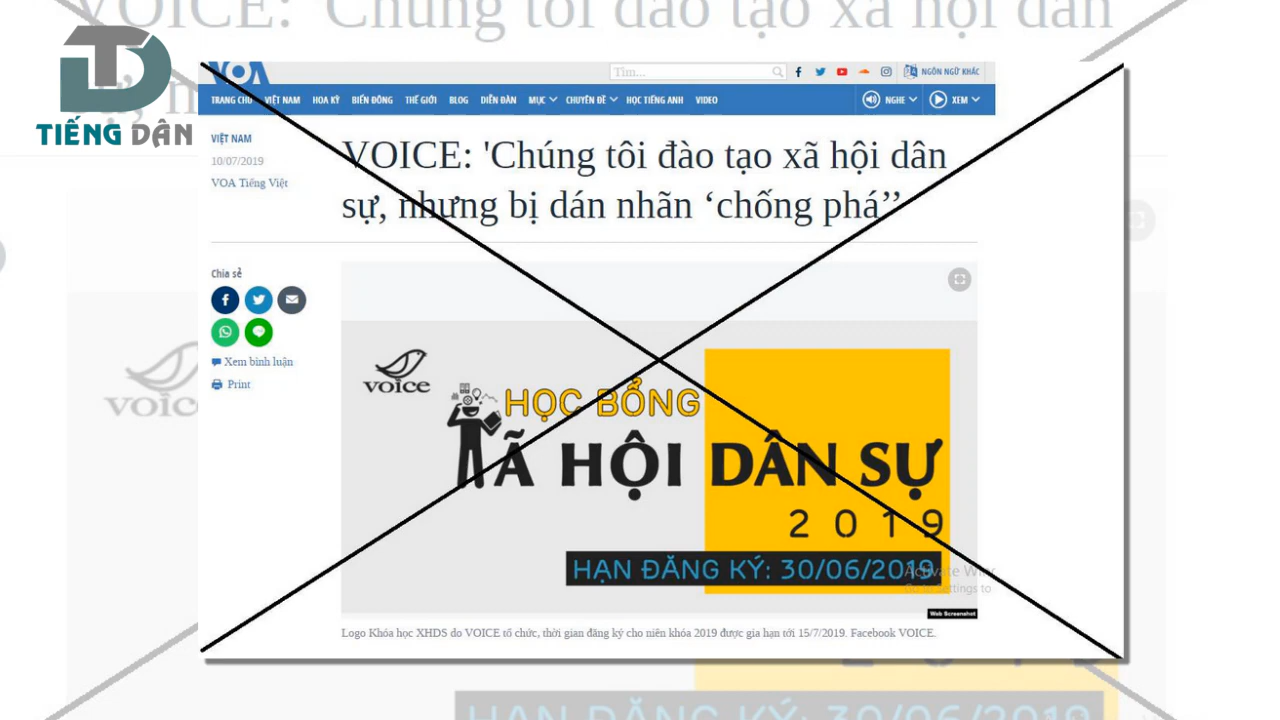 VOICE: 'Chúng tôi đào tạo xã hội dân
TIẾNG DÂN
VOA
Tìm...
NGÔN NGỮ KHÁC
TRANG CHỦ VIỆT NAM HOA KỲ BIỂN ĐÔNG THẾ GIỚI BLOG DIỄN ĐÀN MỤC CHUYÊN ĐỀ HỌC TIẾNG ANH VIDEO NGHE XEM
VIỆT NAM
10/07/2019
VOA Tiếng Việt
VOICE: 'Chúng tôi đào tạo xã hội dân
sự, nhưng bị dán nhãn ‘chống phá’’
Chia sẻ
Xem bình luận
Print
voice
HỌC BỔNG
XÃ HỘI DÂN SỰ
2019
HẠN ĐĂNG KÝ: 30/06/2019
Web Screenshot
Logo Khóa học XHDS do VOICE tổ chức, thời gian đăng ký cho niên khóa 2019 được gia hạn tới 15/7/2019. Facebook VOICE.
voice
HẠN ĐĂNG KÝ: 30/06/2019